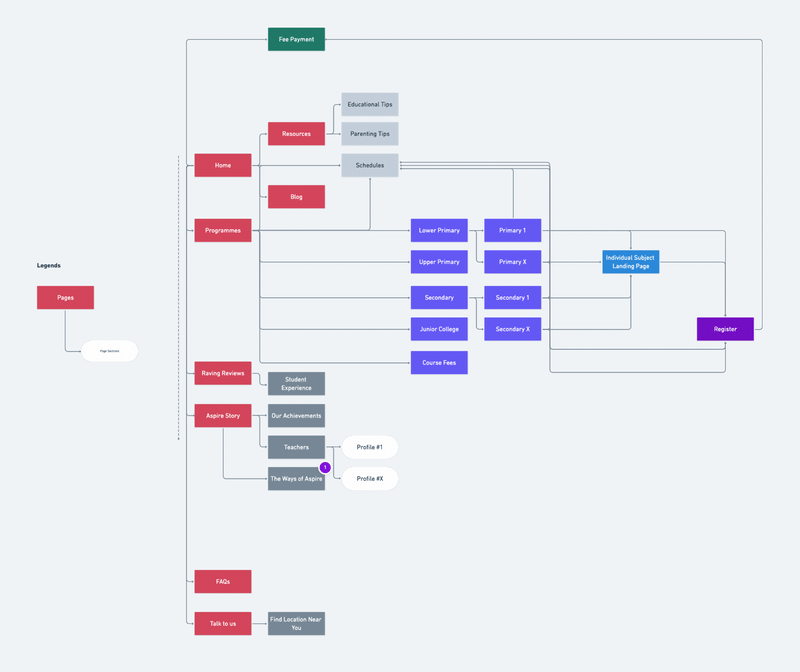 Fee Payment
Educational Tips
Resources
Parenting Tips
Home
Schedules
Blog
Programmes
Lower Primary
Primary 1
Upper Primary
Primary X
Individual Subject
Landing Page
Legends
Pages
Page Sections
Secondary
Secondary 1
Junior College
Secondary X
Register
Course Fees
Raving Reviews
Student
Experience
Aspire Story
Our Achievements
Teachers
Profile #1
1
The Ways of Aspire
Profile #X
FAQs
Talk to us
Find Location Near
You